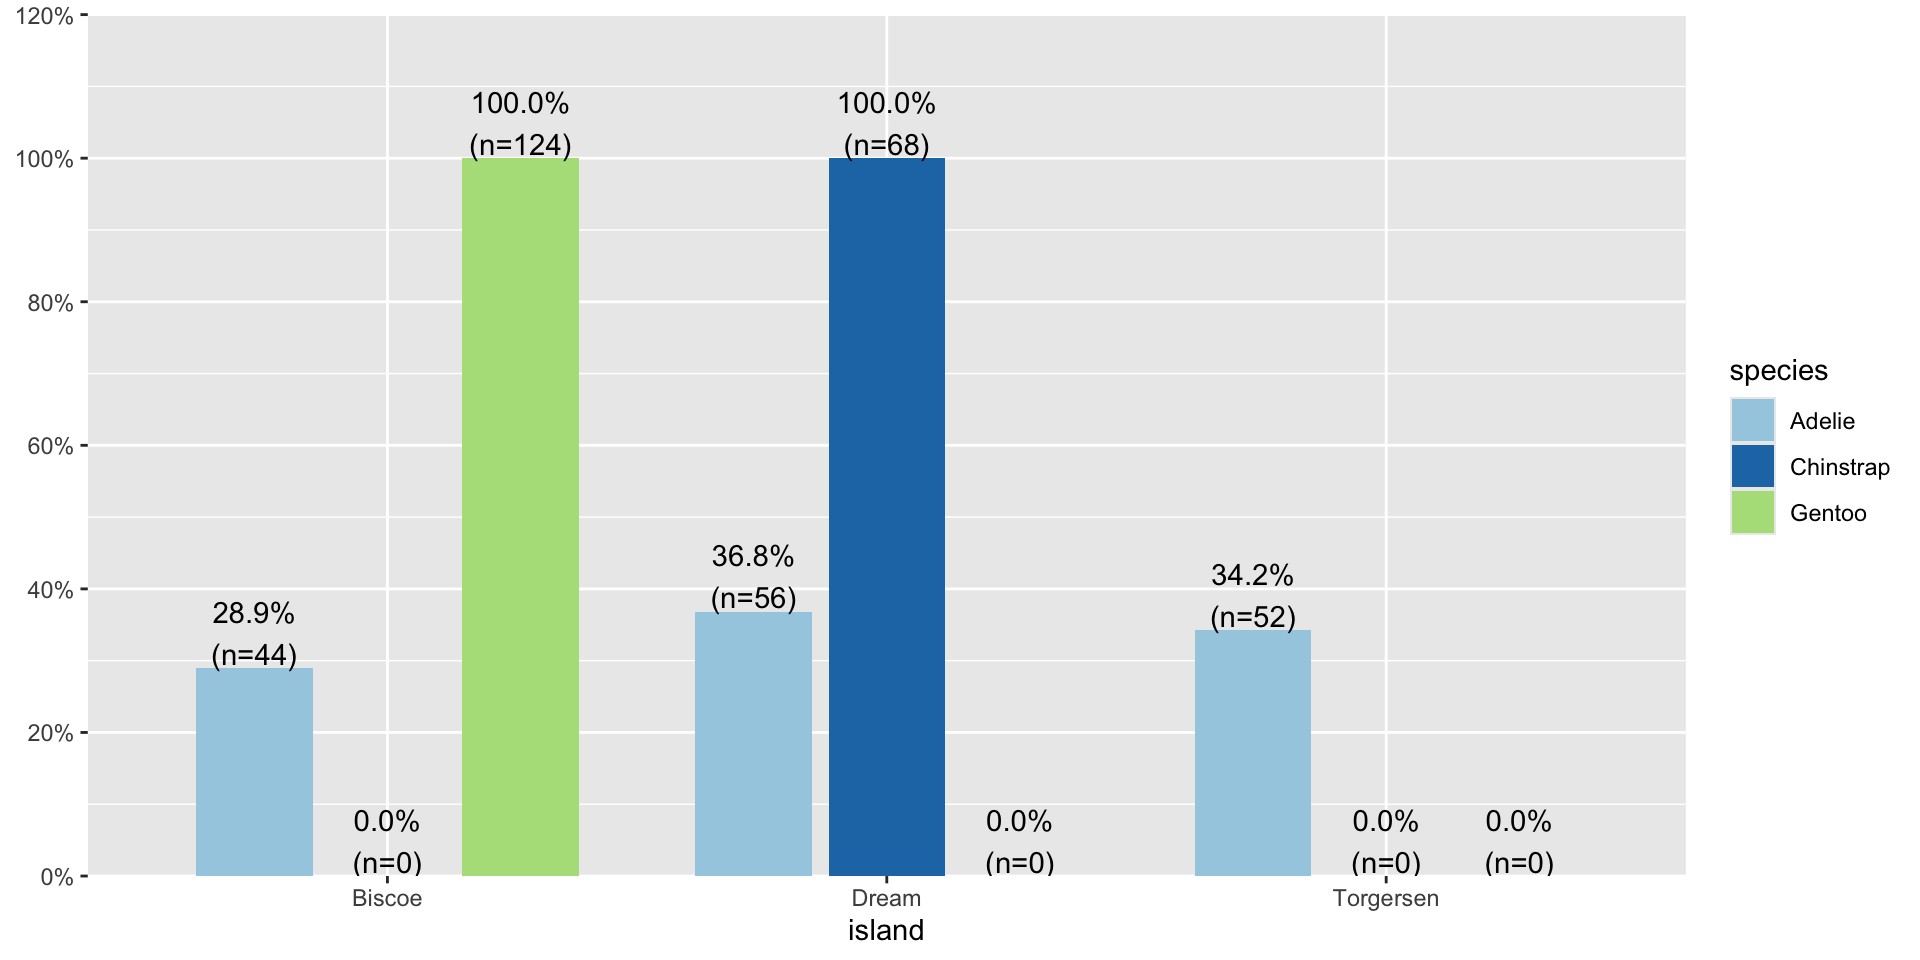 120%
100%
80%
60%
40%
20%
0%
100.0%
(n=124)
100.0%
(n=68)
36.8%
(n=56)
34.2%
(n=52)
28.9%
(n=44)
0.0%
(n=0)
0.0%
(n=0)
0.0%
(n=0)
0.0%
(n=0)
Biscoe
Dream
Torgersen
island
species
Adelie
Chinstrap
Gentoo